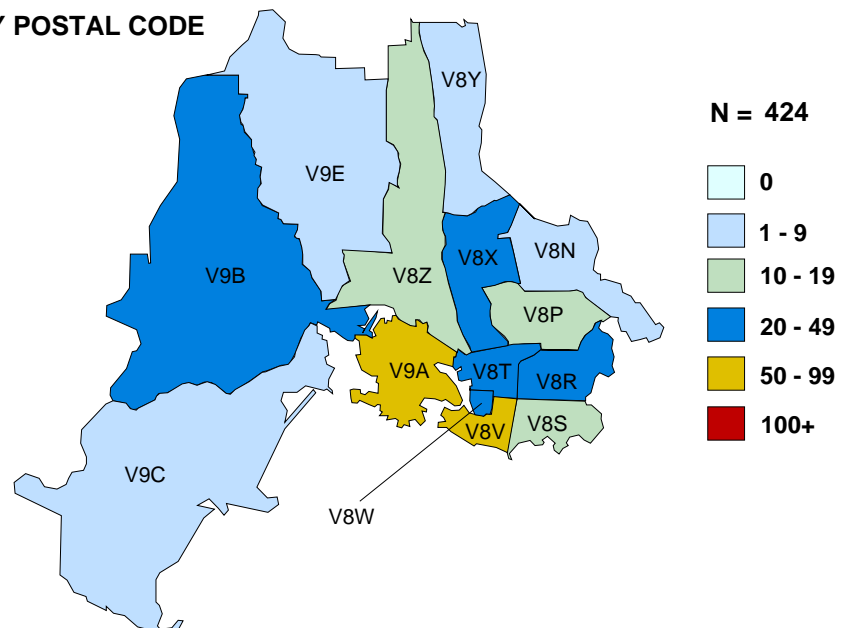 Y POSTAL CODE
V8Y
N = 424
V9E
0
1 - 9
V8N
V8X
V9B
V8Z
10 - 19
V8P
20 - 49
V9A
V8T
V8R
50 - 99
V8V
V8S
100+
V9C
V8W